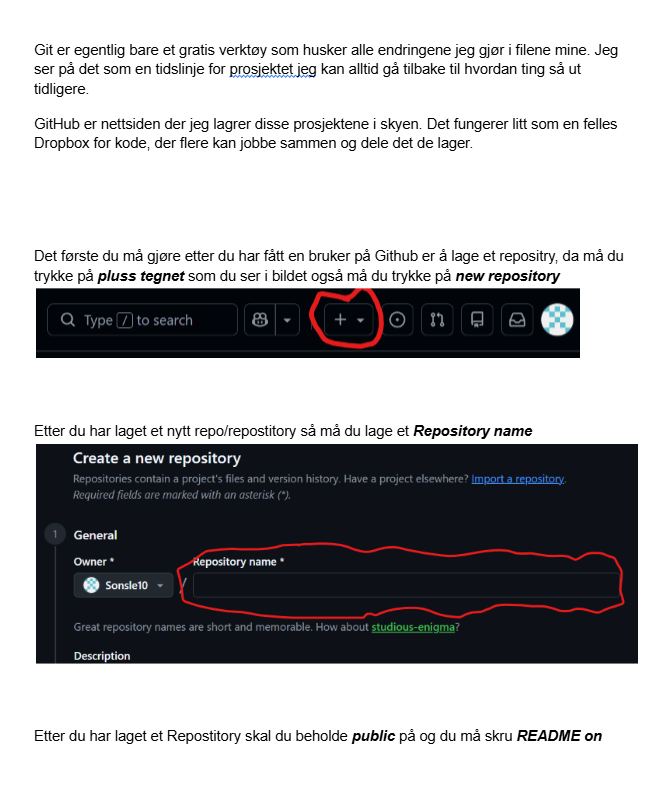 Git er egentlig bare et gratis verktøy som husker alle endringene jeg gjør i filene mine. Jeg
ser på det som en tidslinje for prosjektet jeg kan alltid gå tilbake til hvordan ting så ut
tidligere.
GitHub er nettsiden der jeg lagrer disse prosjektene i skyen. Det fungerer litt som en felles
Dropbox for kode, der flere kan jobbe sammen og dele det de lager.
Det første du må gjøre etter du har fått en bruker på Github er å lage et repositry, da må du
trykke på pluss tegnet som du ser i bildet også må du trykke på new repository
Type / to search
Etter du har laget et nytt repo/repostitory så må du lage et Repository name
Create a new repository
Repositories contain a project's files and version history. Have a project elsewhere? Import a repository.
Required fields are marked with an asterisk (*).
1 General
Owner * Repository name *
Sonsle10 /
Great repository names are short and memorable. How about studious-enigma?
Description
Etter du har laget et Repostitory skal du beholde public på og du må skru README on